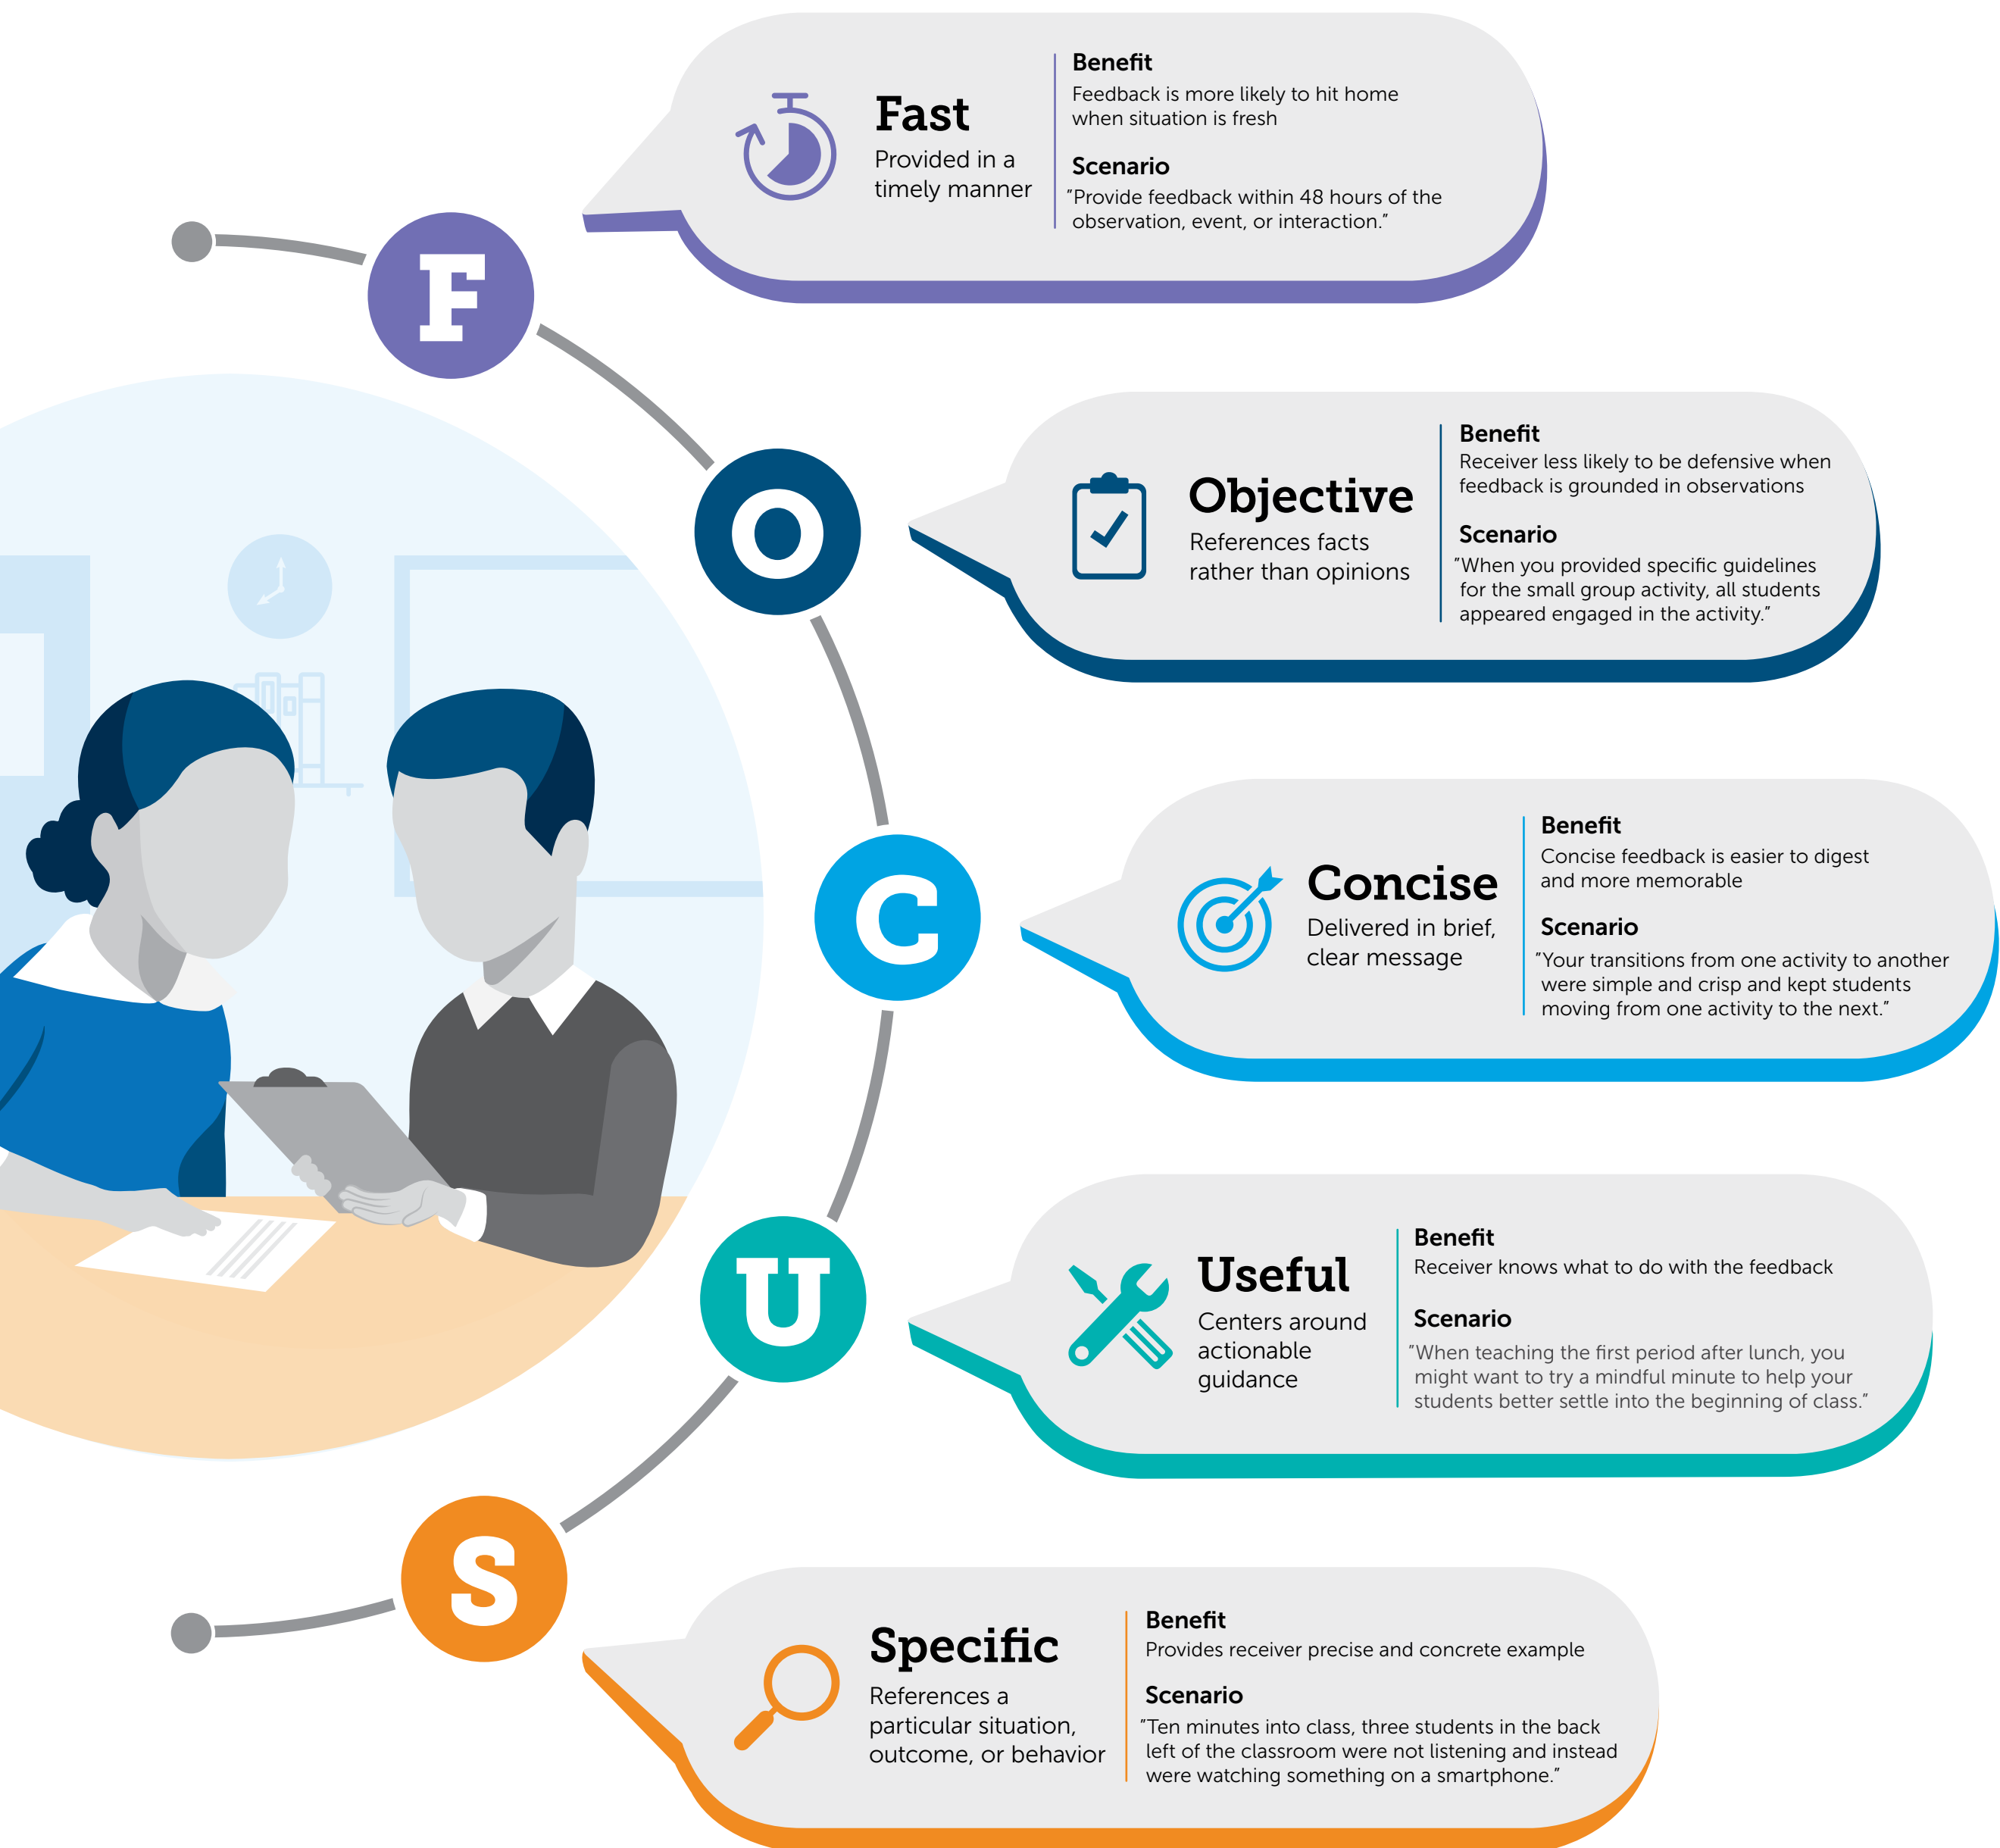 F
Fast
Provided in a
timely manner
Benefit
Feedback is more likely to hit home
when situation is fresh
Scenario
"Provide feedback within 48 hours of the
observation, event, or interaction."
O
Objective
References facts
rather than opinions
Benefit
Receiver less likely to be defensive when
feedback is grounded in observations
Scenario
"When you provided specific guidelines
for the small group activity, all students
appeared engaged in the activity."
C
Concise
Delivered in brief,
clear message
Benefit
Concise feedback is easier to digest
and more memorable
Scenario
"Your transitions from one activity to another
were simple and crisp and kept students
moving from one activity to the next."
U
Useful
Centers around
actionable
guidance
Benefit
Receiver knows what to do with the feedback
Scenario
"When teaching the first period after lunch, you
might want to try a mindful minute to help your
students better settle into the beginning of class."
S
Specific
References a
particular situation,
outcome, or behavior
Benefit
Provides receiver precise and concrete example
Scenario
"Ten minutes into class, three students in the back
left of the classroom were not listening and instead
were watching something on a smartphone."